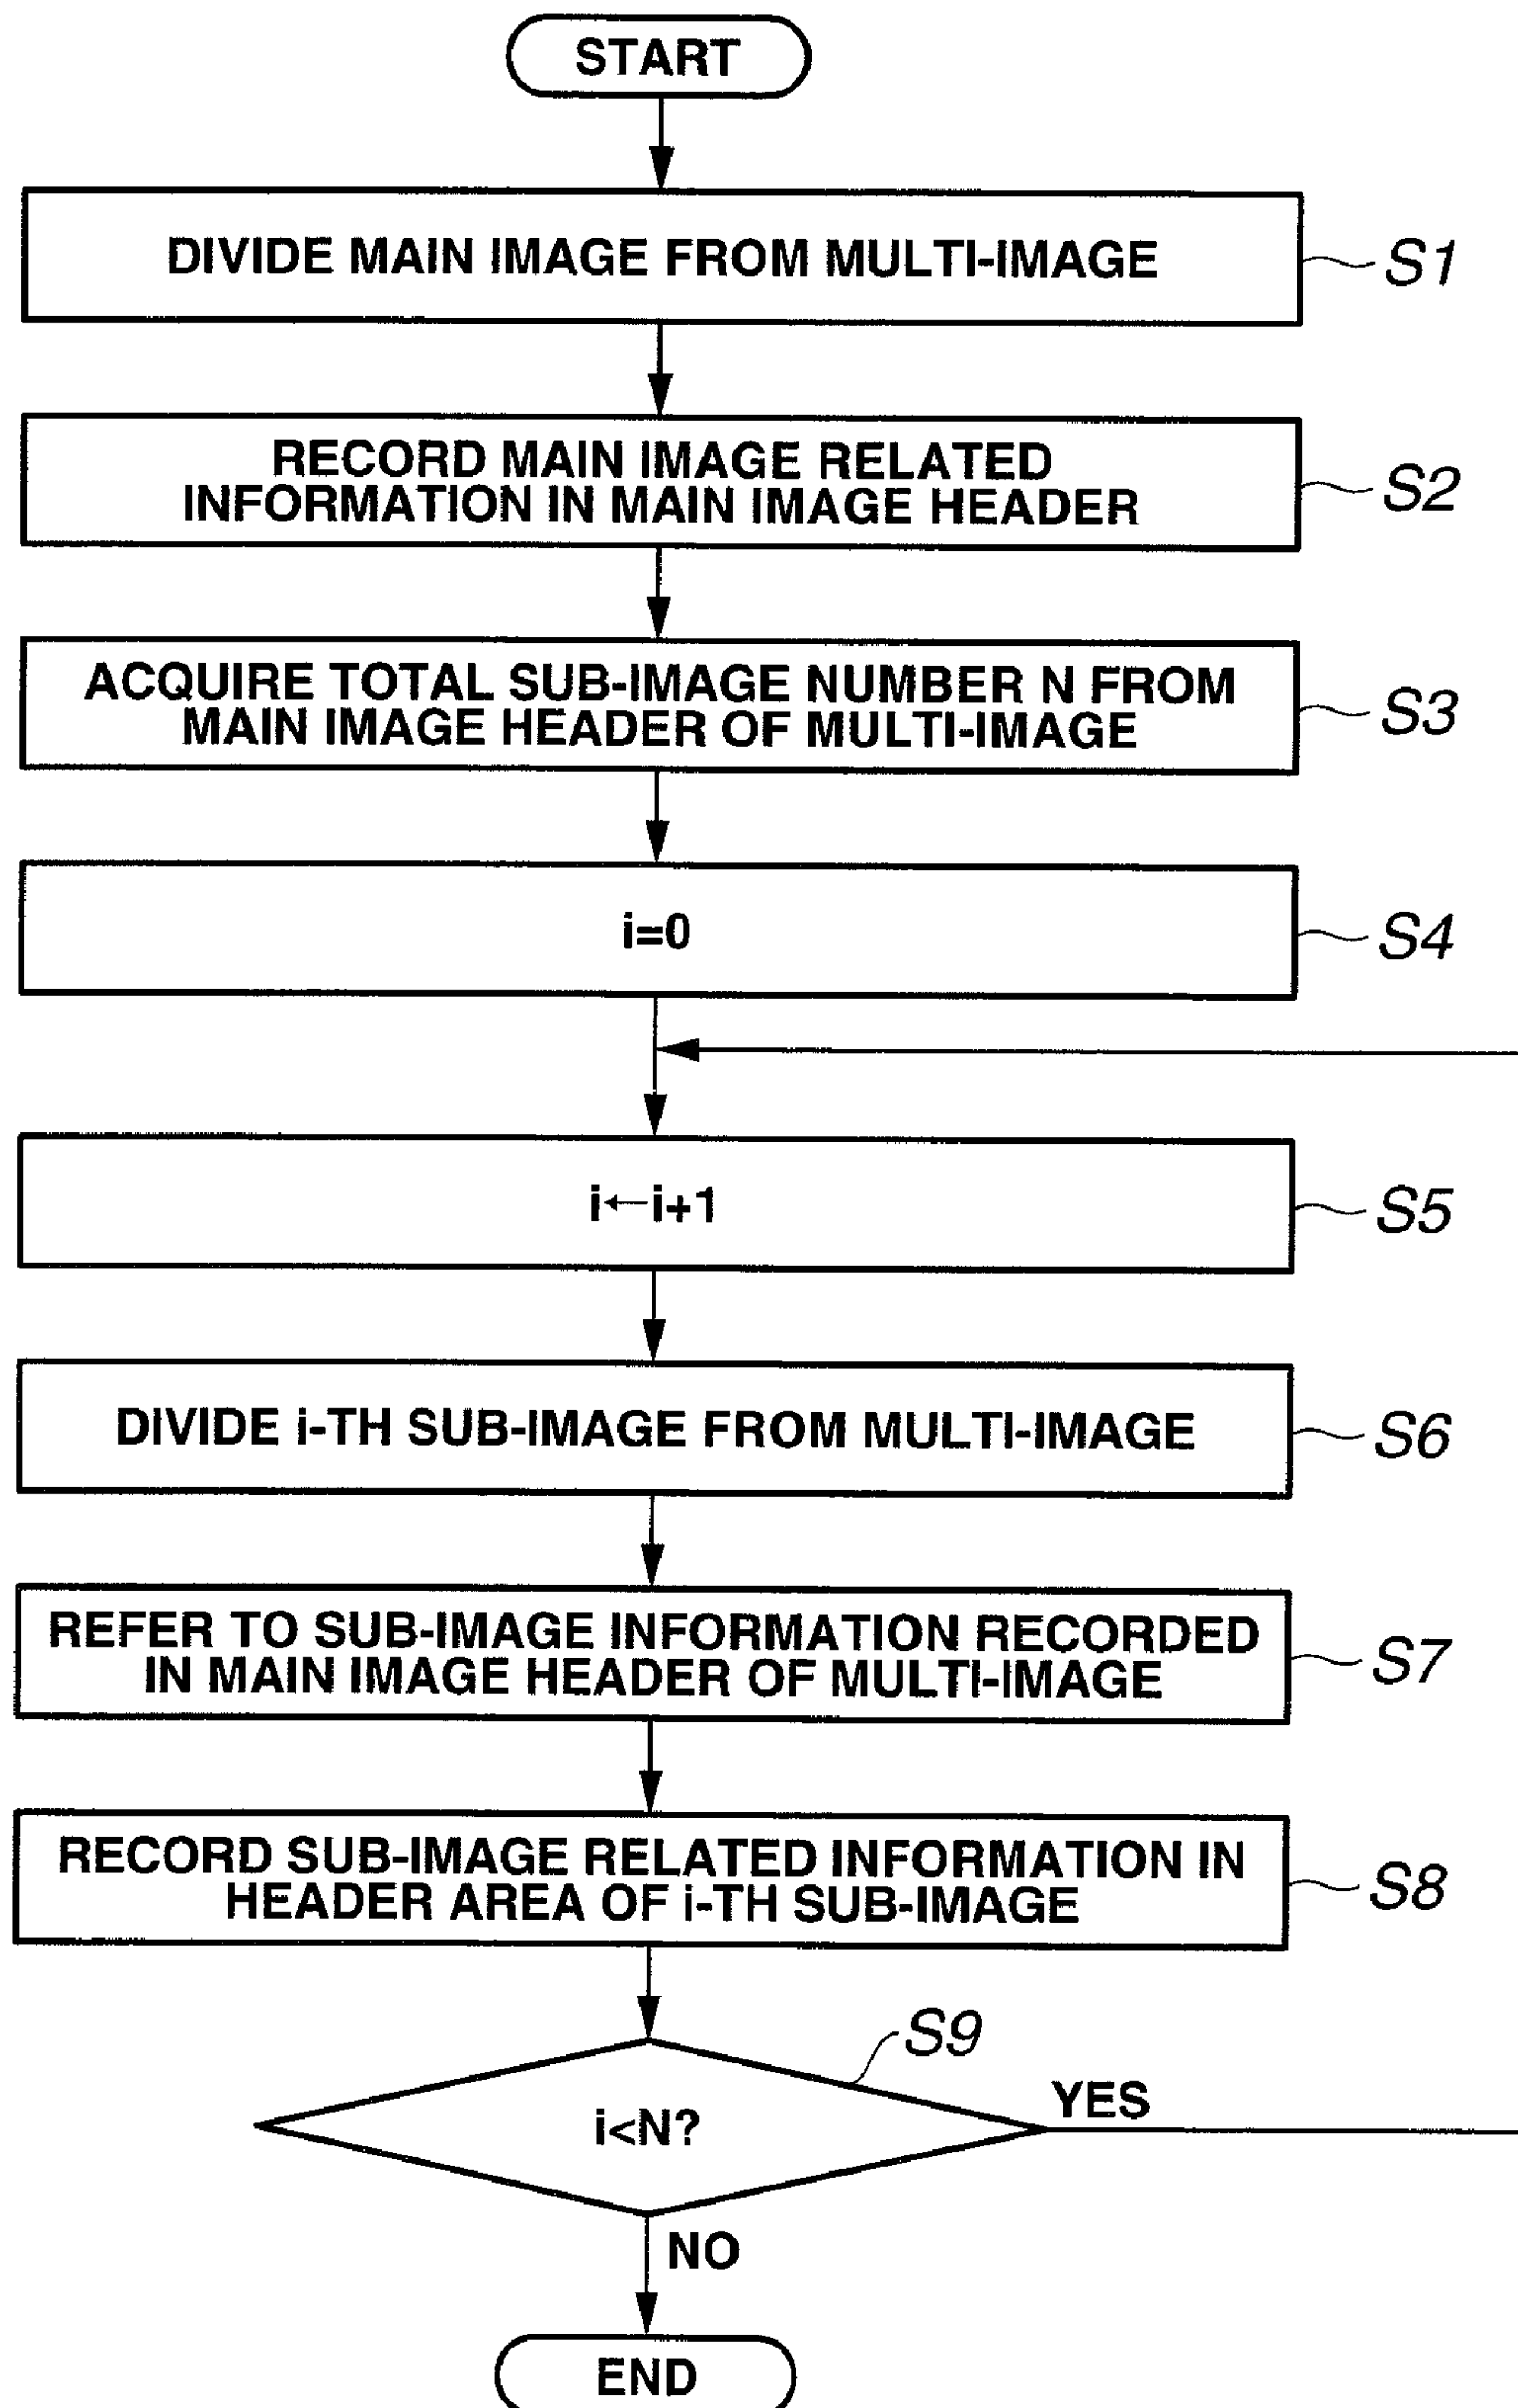 START
DIVIDE MAIN IMAGE FROM MULTI-IMAGE
S1
RECORD MAIN IMAGE RELATED
INFORMATION IN MAIN IMAGE HEADER
S2
ACQUIRE TOTAL SUB-IMAGE NUMBER N FROM
MAIN IMAGE HEADER OF MULTI-IMAGE
S3
i=0
S4
i←i+1
S5
DIVIDE i-TH SUB-IMAGE FROM MULTI-IMAGE
S6
REFER TO SUB-IMAGE INFORMATION RECORDED
IN MAIN IMAGE HEADER OF MULTI-IMAGE
S7
RECORD SUB-IMAGE RELATED INFORMATION IN
HEADER AREA OF i-TH SUB-IMAGE
S8
S9
YES
i<N?
NO
END